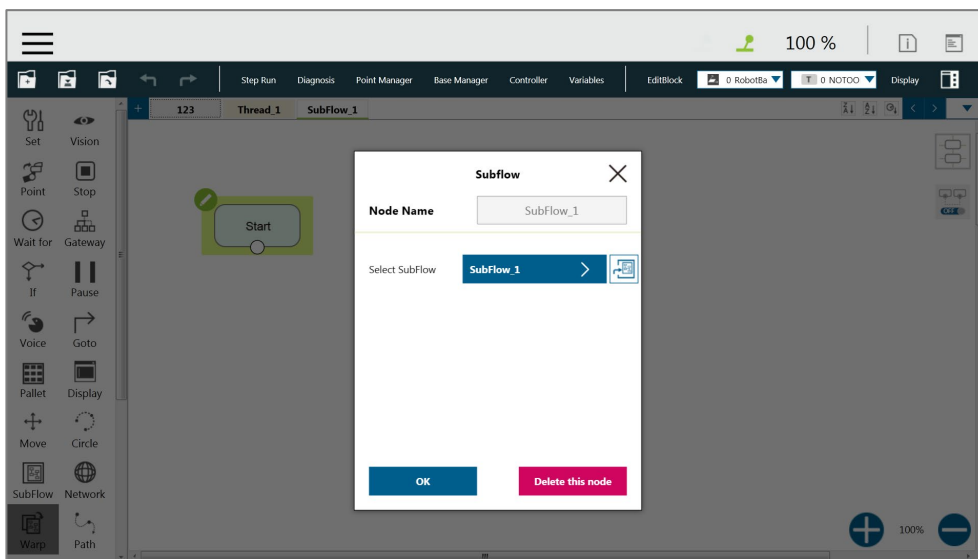 100 %
Step Run Diagnosis Point Manager Base Manager Controller Variables EditBlock 0 RobotBa T 0 NOTOO Display
+ 123 Thread_1 SubFlow_1
Set Vision
Point Stop
Wait for Gateway
If Pause
Voice Goto
Pallet Display
Move Circle
SubFlow Network
Warp Path
Start
Subflow
Node Name SubFlow_1
Select SubFlow SubFlow_1
OK Delete this node
OFF
100%